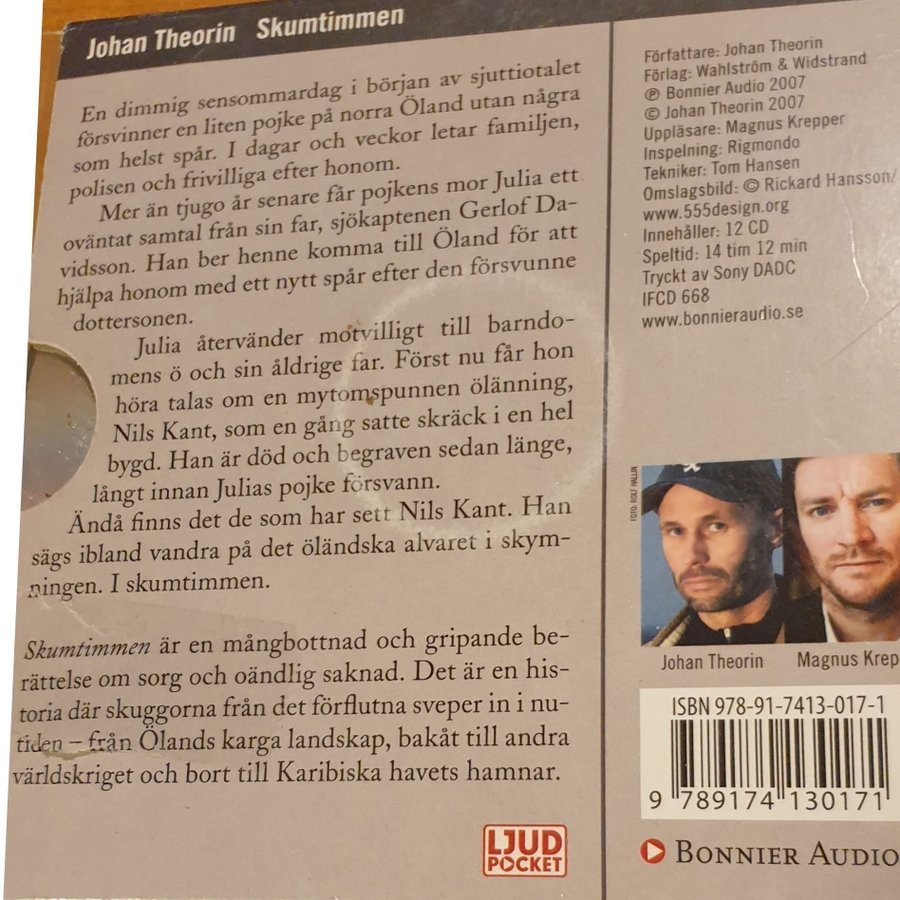 Johan Theorin Skumtimmen
En dimmig sensommardag i början av sjuttiotalet
försvinner en liten pojke på norra Öland utan några
som helst spår. I dagar och veckor letar familjen,
polisen och frivilliga efter honom.
Mer än tjugo år senare får pojkens mor Julia ett
oväntat samtal från sin far, sjökaptenen Gerlof Da-
vidsson. Han ber henne komma till Öland för att
hjälpa honom med ett nytt spår efter den försvunne
dottersonen.
Julia återvänder motvilligt till barndo-
mens ö och sin åldrige far. Först nu får hon
höra talas om en mytomspunnen ölänning,
Nils Kant, som en gång satte skräck i en hel
bygd. Han är död och begraven sedan länge,
långt innan Julias pojke försvann.
Ändå finns det de som har sett Nils Kant. Han
sägs ibland vandra på det öländska alvaret i skym-
ningen. I skumtimmen.
Skumtimmen är en mångbottnad och gripande be-
rättelse om sorg och oändlig saknad. Det är en his-
toria där skuggorna från det förflutna sveper in i nu-
tiden – från Ölands karga landskap, bakåt till andra
världskriget och bort till Karibiska havets hamnar.
LJUD
POCKET
Författare: Johan Theorin
Förlag: Wahlström & Widstrand
℗ Bonnier Audio 2007
© Johan Theorin 2007
Uppläsare: Magnus Krepper
Inspelning: Rigmondo
Tekniker: Tom Hansen
Omslagsbild: © Rickard Hansson/
www.555design.org
Innehåller: 12 CD
Speltid: 14 tim 12 min
Tryckt av Sony DADC
IFCD 668
www.bonnieraudio.se
FOTO: ROLF HALLIN
Johan Theorin Magnus Krep
ISBN 978-91-7413-017-1
9 789174 130171
BONNIER AUDIO